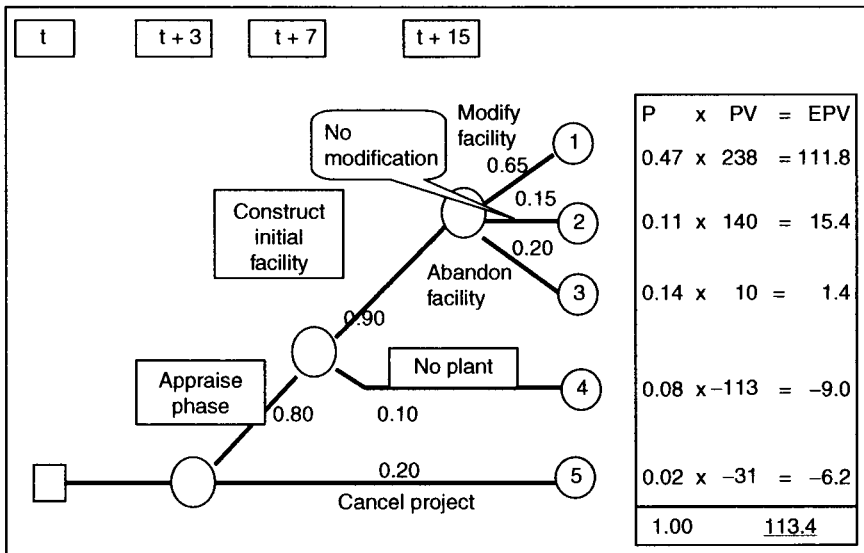 t
t + 3
t + 7
t + 15
Modify
facility
No
modification
0.65
1
0.15
2
0.20
3
Construct
initial
facility
Abandon
facility
0.90
Appraise
phase
0.80
No plant
0.10
4
0.20
5
Cancel project
P x PV = EPV
0.47 x 238 = 111.8
0.11 x 140 = 15.4
0.14 x 10 = 1.4
0.08 x −113 = −9.0
0.02 x −31 = −6.2
1.00 113.4